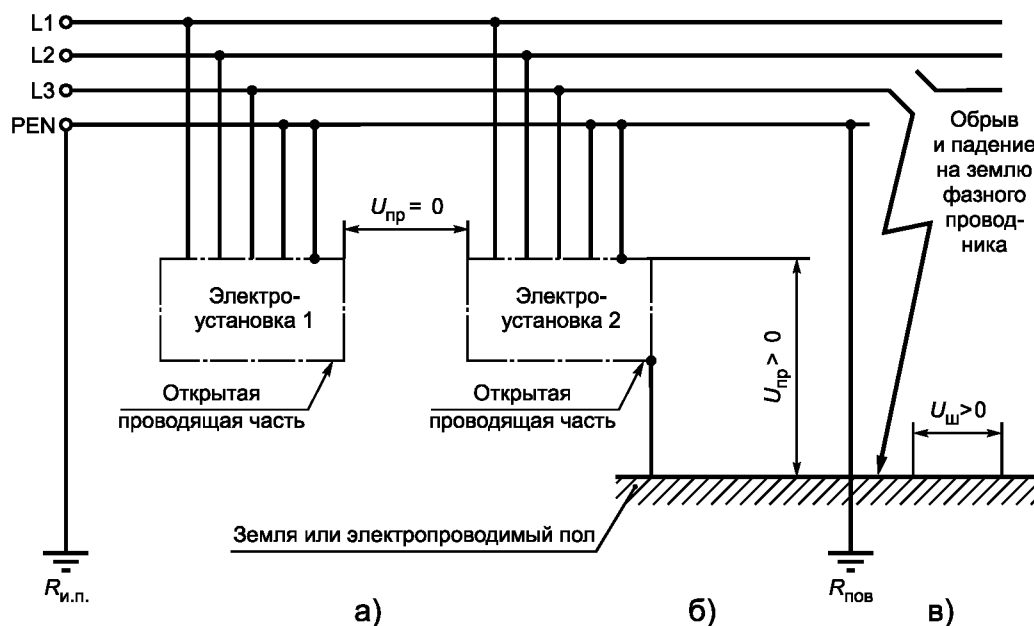 L1
L2
L3
PEN
Обрыв
и падение
на землю
фазного
провод-
ника
Uпр = 0
Электро-
установка 1
Электро-
установка 2
Uпр > 0
Открытая
проводящая часть
Открытая
проводящая часть
Uш>0
Земля или электропроводимый пол
Rи.п.
а)
б)
Rпов
в)